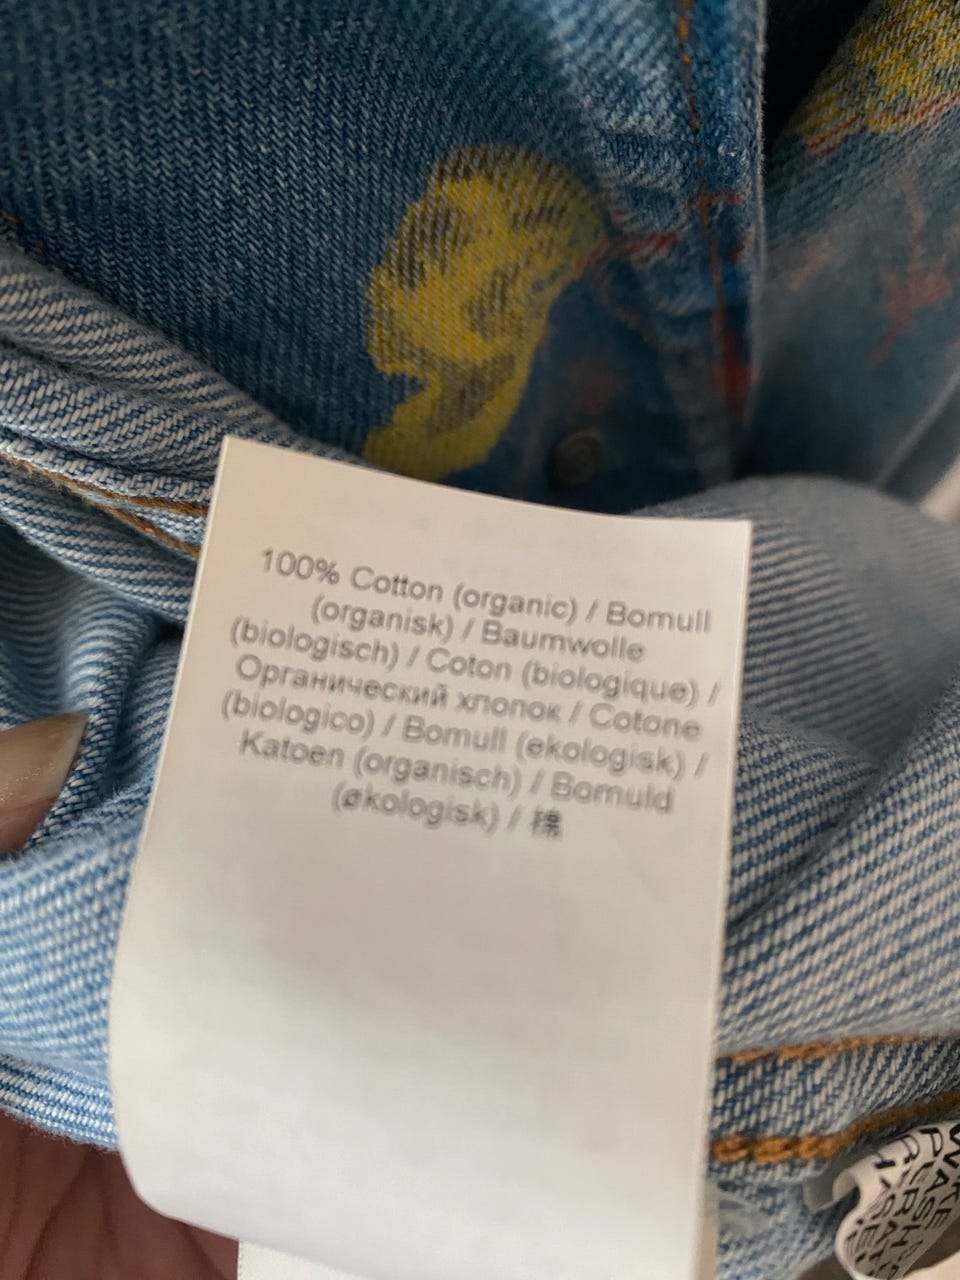 100% Cotton (organic) / Bomull
(organisk) / Baumwolle
(biologisch) / Coton (biologique) /
Органический хлопок / Cotone
(biologico) / Bomull (ekologisk) /
Katoen (organisch) / Bomuld
(økologisk) / 棉